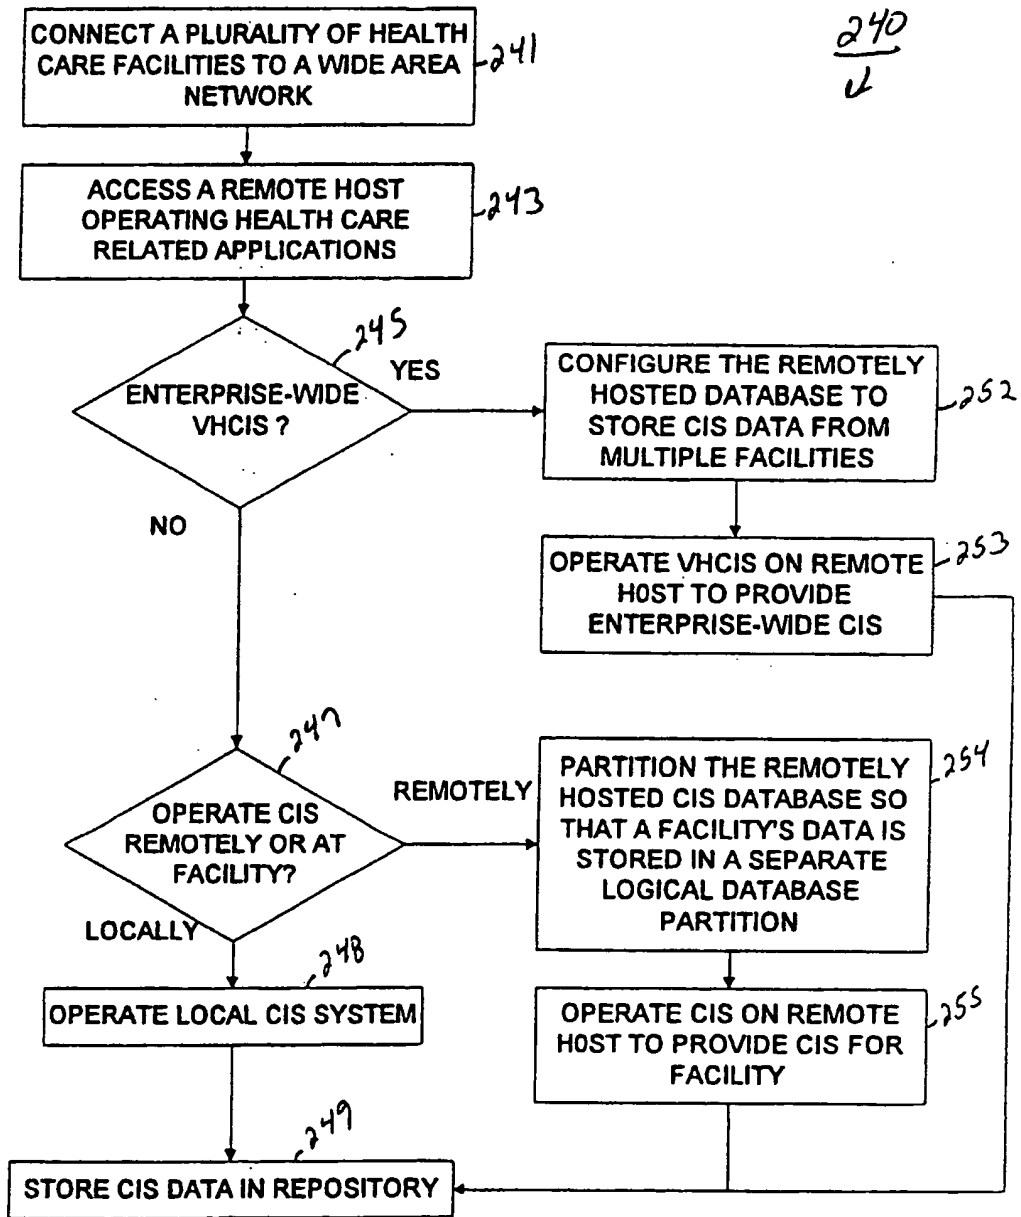 CONNECT A PLURALITY OF HEALTH
CARE FACILITIES TO A WIDE AREA
NETWORK
241
240
ACCESS A REMOTE HOST
OPERATING HEALTH CARE
RELATED APPLICATIONS
243
245
ENTERPRISE-WIDE
VHCIS ?
YES
NO
CONFIGURE THE REMOTELY
HOSTED DATABASE TO
STORE CIS DATA FROM
MULTIPLE FACILITIES
252
OPERATE VHCIS ON REMOTE
HOST TO PROVIDE
ENTERPRISE-WIDE CIS
253
247
OPERATE CIS
REMOTELY OR AT
FACILITY?
REMOTELY
LOCALLY
PARTITION THE REMOTELY
HOSTED CIS DATABASE SO
THAT A FACILITY'S DATA IS
STORED IN A SEPARATE
LOGICAL DATABASE
PARTITION
254
248
OPERATE LOCAL CIS SYSTEM
OPERATE CIS ON REMOTE
HOST TO PROVIDE CIS FOR
FACILITY
255
249
STORE CIS DATA IN REPOSITORY